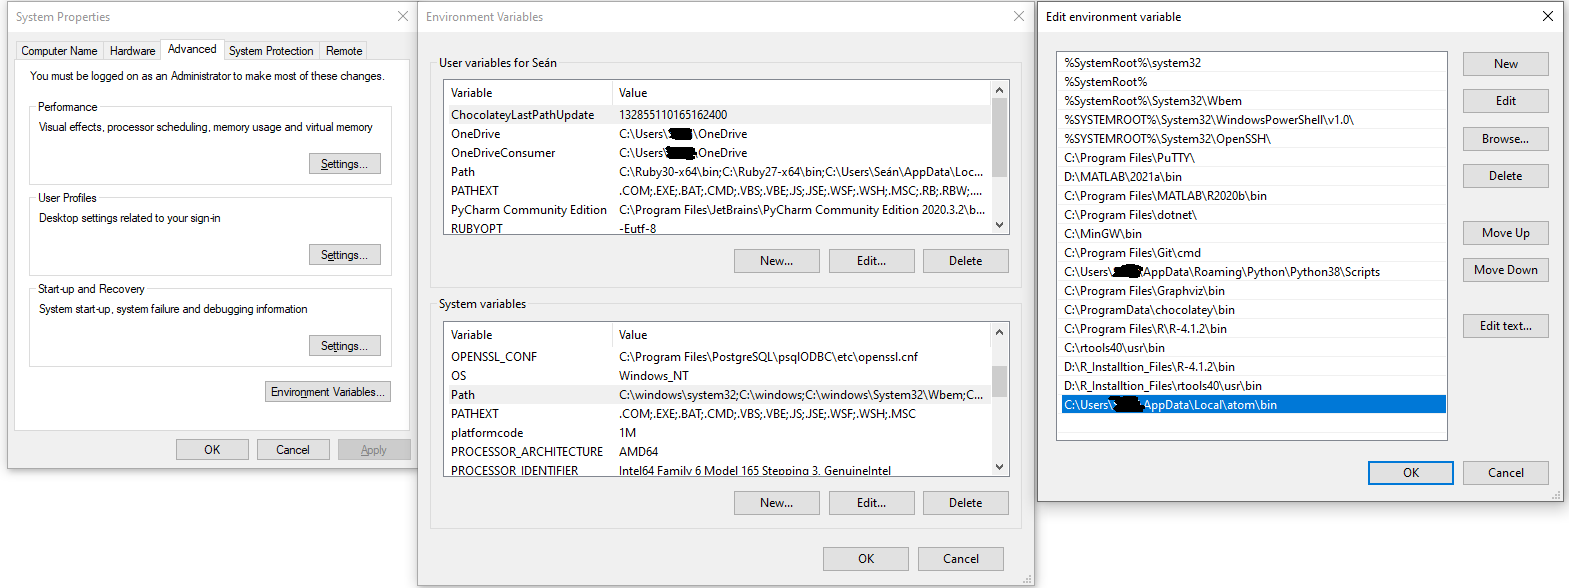 System Properties
Computer Name Hardware Advanced System Protection Remote
You must be logged on as an Administrator to make most of these changes.
Performance
Visual effects, processor scheduling, memory usage and virtual memory
Settings...
User Profiles
Desktop settings related to your sign-in
Settings...
Start-up and Recovery
System start-up, system failure and debugging information
Settings...
Environment Variables...
OK Cancel Apply
Environment Variables
User variables for Seán
Variable Value
ChocolateyLastPathUpdate 132855110165162400
OneDrive C:\Users\ \OneDrive
OneDriveConsumer C:\Users\ OneDrive
Path C:\Ruby30-x64\bin;C:\Ruby27-x64\bin;C:\Users\Seán\AppData\Loc...
PATHEXT .COM;.EXE;.BAT;.CMD;.VBS;.VBE;.JS;.JSE;.WSF;.WSH;.MSC;.RB;.RBW;....
PyCharm Community Edition C:\Program Files\JetBrains\PyCharm Community Edition 2020.3.2\b...
RUBYOPT -Eutf-8
New... Edit... Delete
System variables
Variable Value
OPENSSL_CONF C:\Program Files\PostgreSQL\psqlODBC\etc\openssl.cnf
OS Windows_NT
Path C:\windows\system32;C:\windows;C:\windows\System32\Wbem;C...
PATHEXT .COM;.EXE;.BAT;.CMD;.VBS;.VBE;.JS;.JSE;.WSF;.WSH;.MSC
platformcode 1M
PROCESSOR_ARCHITECTURE AMD64
PROCESSOR_IDENTIFIER Intel64 Family 6 Model 165 Stepping 3, GenuineIntel
New... Edit... Delete
OK Cancel
Edit environment variable
%SystemRoot%\system32
%SystemRoot%
%SystemRoot%\System32\Wbem
%SYSTEMROOT%\System32\WindowsPowerShell\v1.0\
%SYSTEMROOT%\System32\OpenSSH\
C:\Program Files\PuTTY\
D:\MATLAB\2021a\bin
C:\Program Files\MATLAB\R2020b\bin
C:\Program Files\dotnet\
C:\MinGW\bin
C:\Program Files\Git\cmd
C:\Users\ AppData\Roaming\Python\Python38\Scripts
C:\Program Files\Graphviz\bin
C:\ProgramData\chocolatey\bin
C:\Program Files\R\R-4.1.2\bin
C:\rtools40\usr\bin
D:\R_Installtion_Files\R-4.1.2\bin
D:\R_Installtion_Files\rtools40\usr\bin
C:\Users\ AppData\Local\atom\bin
New
Edit
Browse...
Delete
Move Up
Move Down
Edit text...
OK Cancel